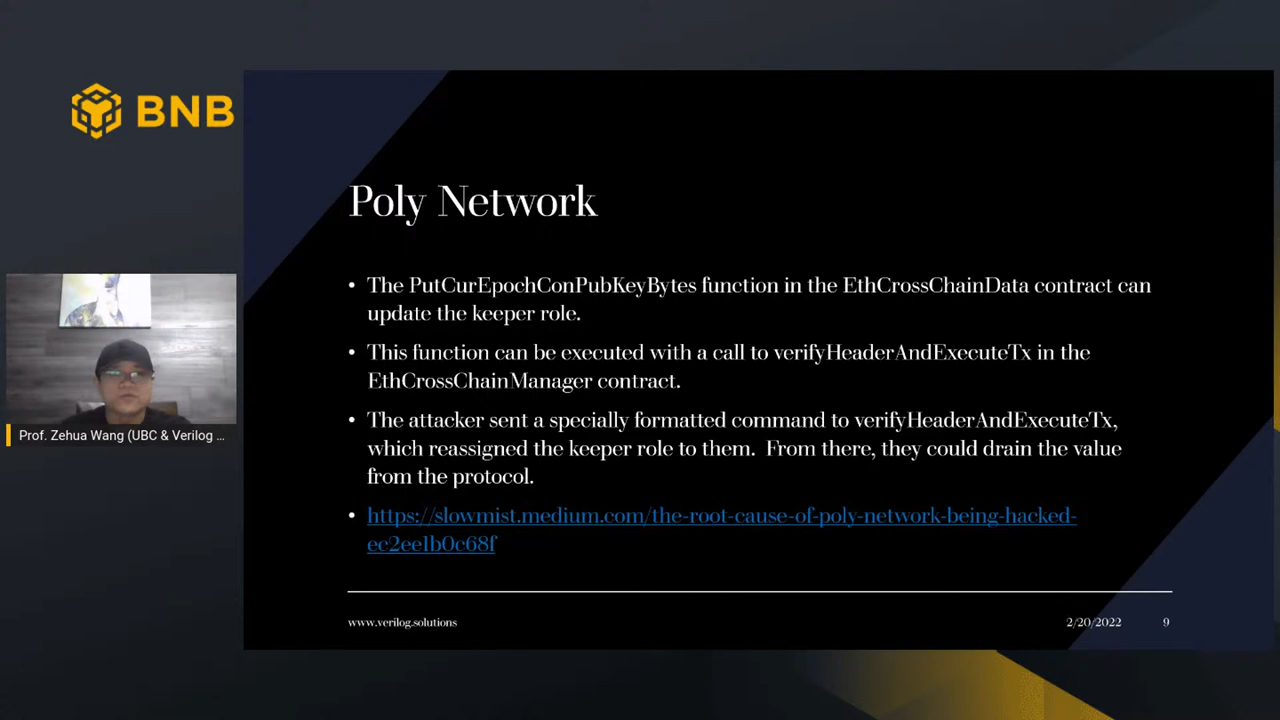 BNB
Poly Network
• The PutCurEpochConPubKeyBytes function in the EthCrossChainData contract can
update the keeper role.
• This function can be executed with a call to verifyHeaderAndExecuteTx in the
EthCrossChainManager contract.
• The attacker sent a specially formatted command to verifyHeaderAndExecuteTx,
which reassigned the keeper role to them.  From there, they could drain the value
from the protocol.
• https://slowmist.medium.com/the-root-cause-of-poly-network-being-hacked-
ec2ee1b0c68f
Prof. Zehua Wang (UBC & Verilog ...
www.verilog.solutions
2/20/2022
9